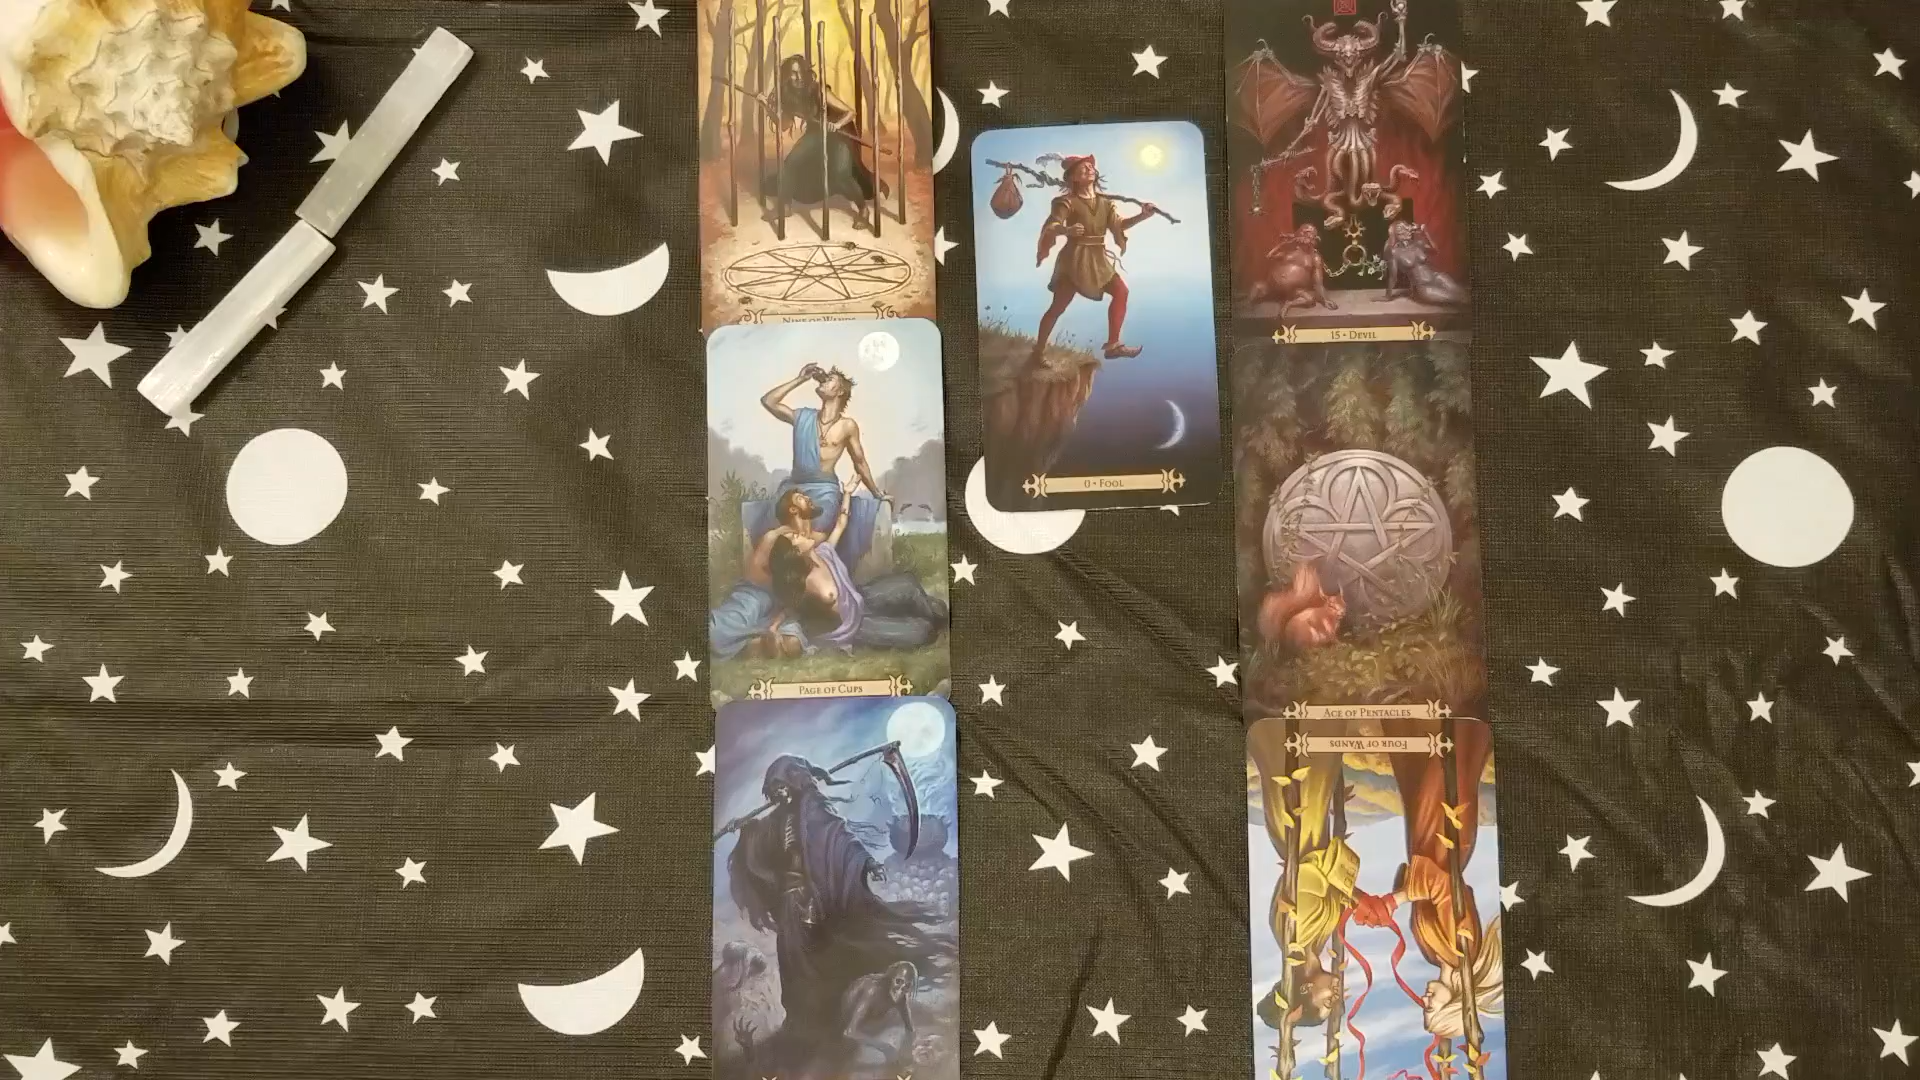 NINE OF WANDS
0 • FOOL
15 • DEVIL
PAGE OF CUPS
ACE OF PENTACLES
FOUR OF WANDS